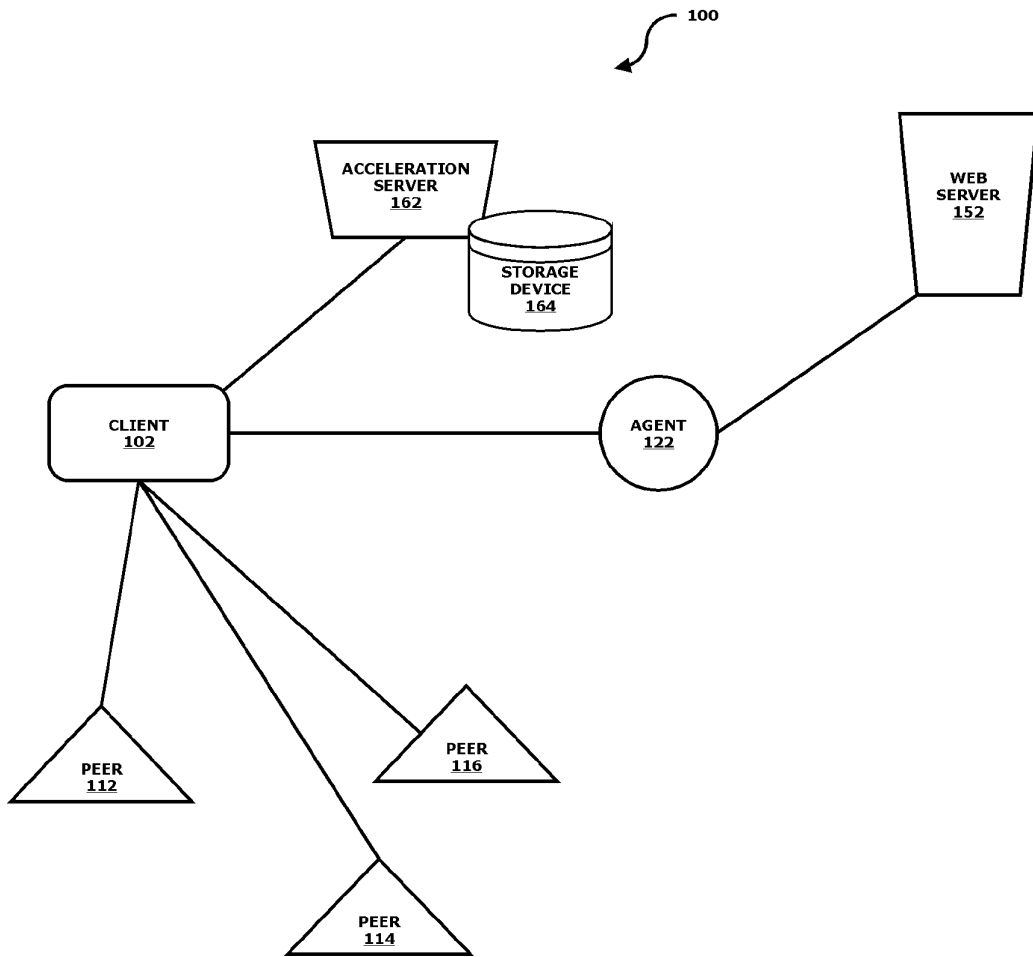 100
ACCELERATION
SERVER
162
WEB
SERVER
152
STORAGE
DEVICE
164
CLIENT
102
AGENT
122
PEER
116
PEER
112
PEER
114